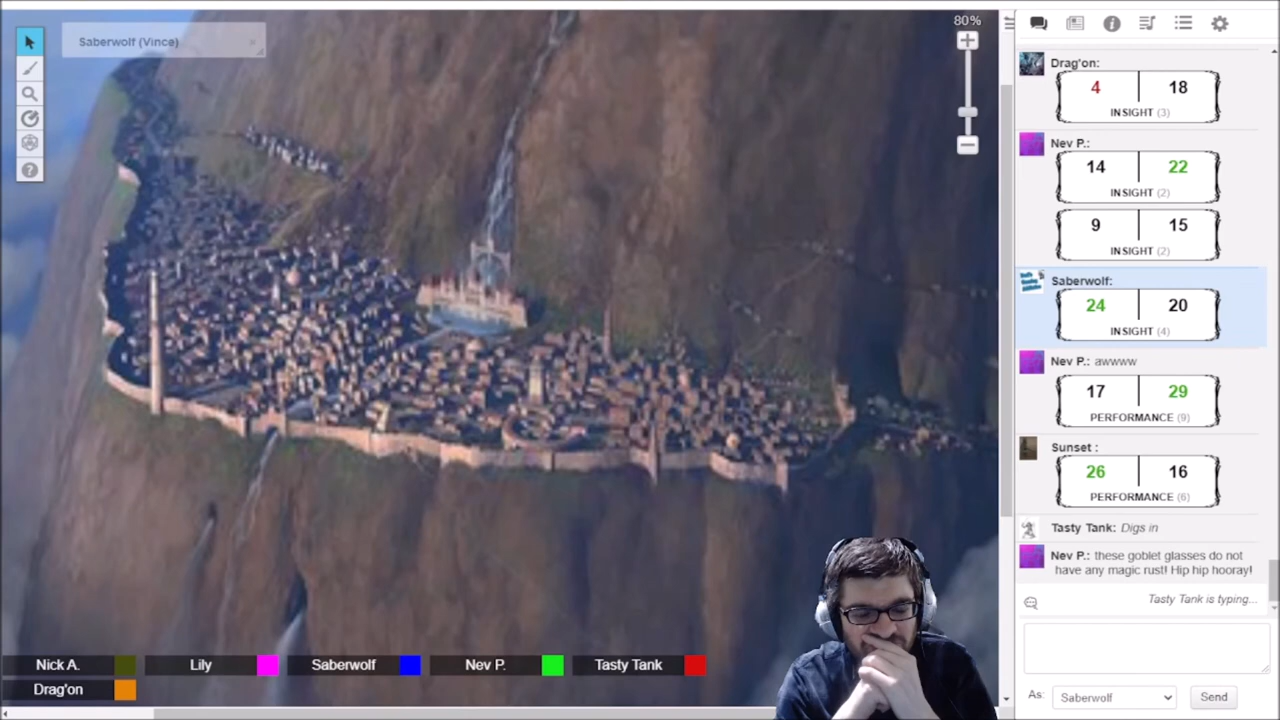 Saberwolf (Vince)
80%
Drag'on:
4 18
INSIGHT (3)
Nev P.:
14 22
INSIGHT (2)
9 15
INSIGHT (2)
Saberwolf:
24 20
INSIGHT (4)
Nev P.: awwww
17 29
PERFORMANCE (9)
Sunset :
26 16
PERFORMANCE (6)
Tasty Tank: Digs in
Nev P.: these goblet glasses do not
have any magic rust! Hip hip hooray!
Tasty Tank is typing...
As: Saberwolf Send
Nick A. Lily Saberwolf Nev P. Tasty Tank
Drag'on